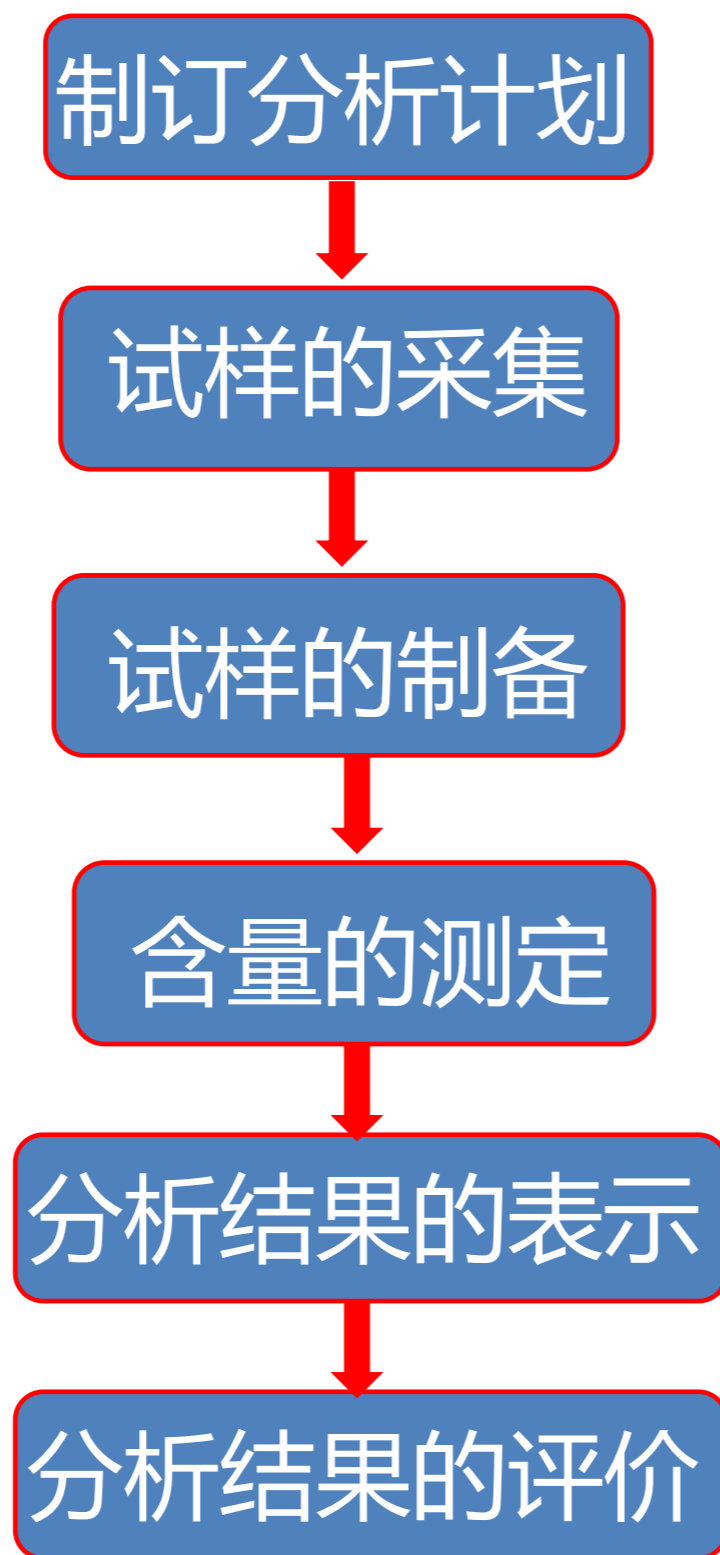 制订分析计划
试样的采集
试样的制备
含量的测定
分析结果的表示
分析结果的评价